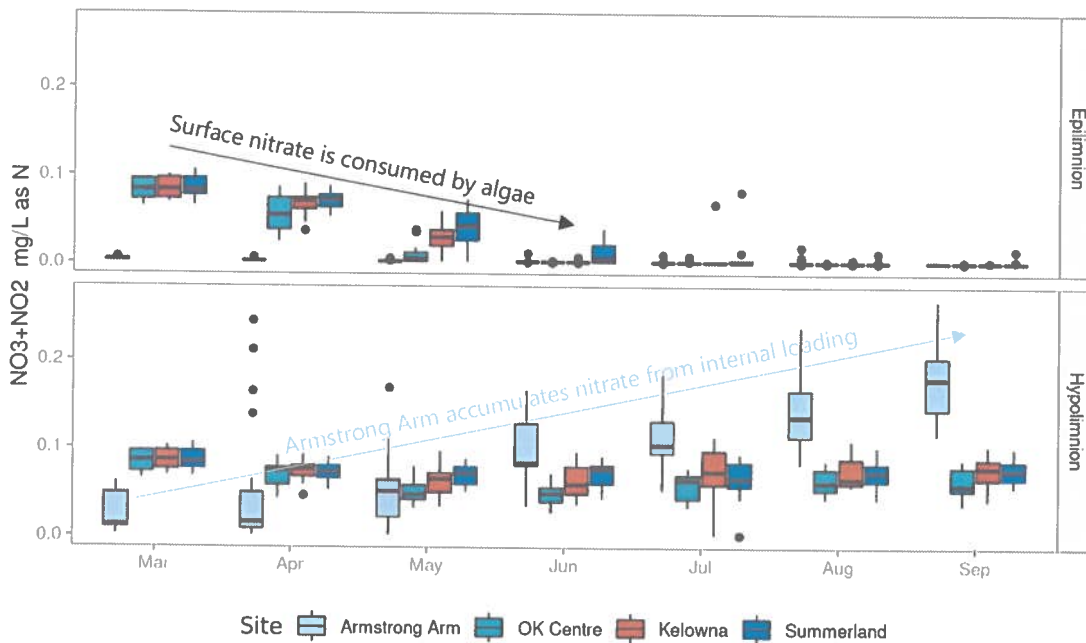 0.2
0.1
0.0
Surface nitrate is consumed by algae
Epilimnion
NO3+NO2 mg/L as N
0.2
0.1
0.0
Armstrong Arm accumulates nitrate from internal loading
Hypolimnion
Mar Apr May Jun Jul Aug Sep
Site Armstrong Arm OK Centre Kelowna Summerland